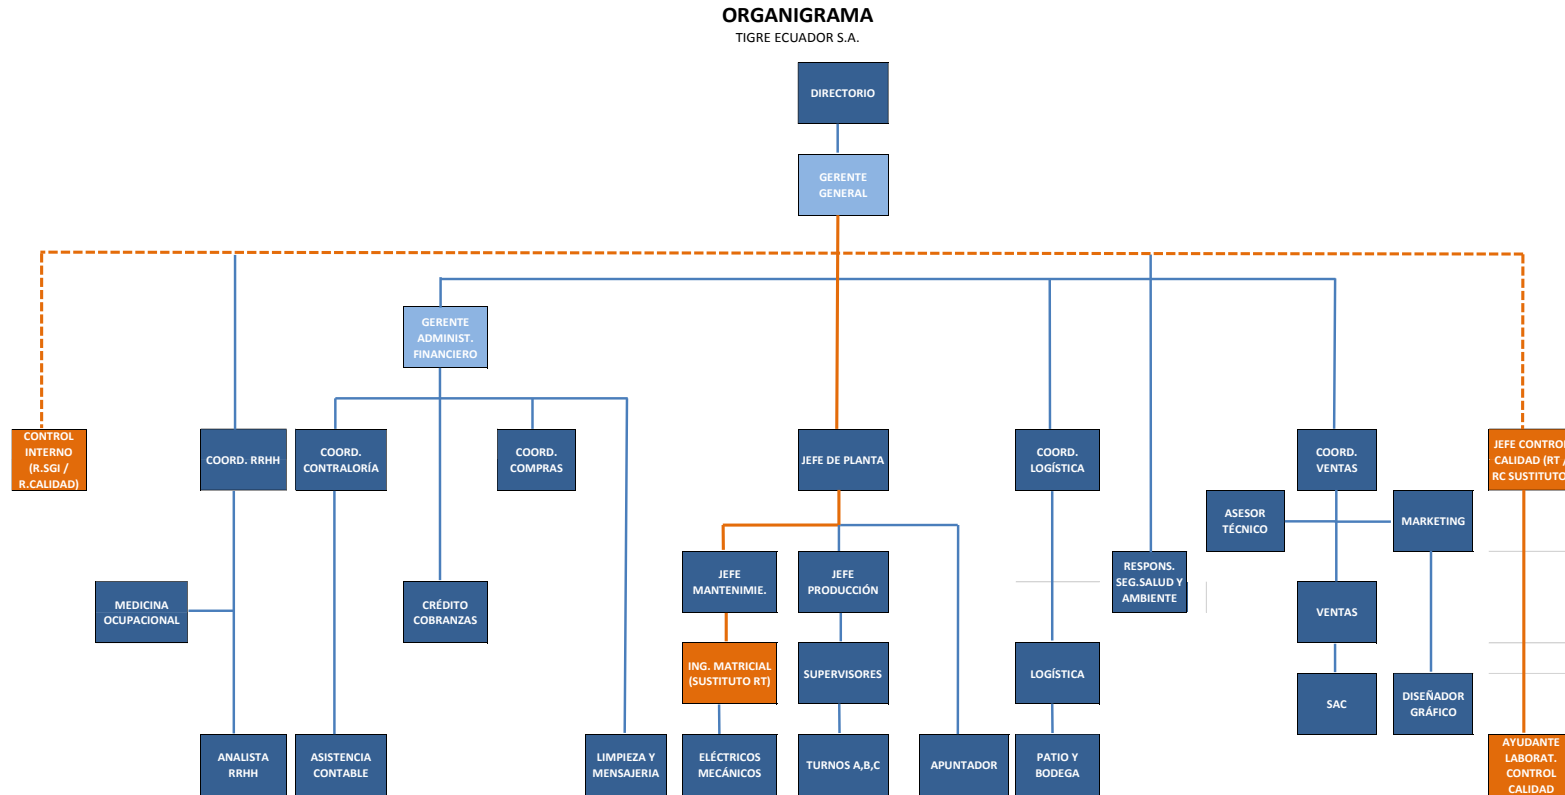 ORGANIGRAMA
TIGRE ECUADOR S.A.
DIRECTORIO
GERENTE
GENERAL
GERENTE
ADMINIST.
FINANCIERO
CONTROL
INTERNO
(R.SGI /
R.CALIDAD)
COORD. RRHH
COORD.
CONTRALORÍA
COORD.
COMPRAS
JEFE DE PLANTA
COORD.
LOGÍSTICA
COORD.
VENTAS
JEFE CONTROL
CALIDAD (RT /
RC SUSTITUTO
ASESOR
TÉCNICO
MARKETING
JEFE
MANTENIMIE.
JEFE
PRODUCCIÓN
RESPONS.
SEG.SALUD Y
AMBIENTE
MEDICINA
OCUPACIONAL
CRÉDITO
COBRANZAS
VENTAS
ING. MATRICIAL
(SUSTITUTO RT)
SUPERVISORES
LOGÍSTICA
SAC
DISEÑADOR
GRÁFICO
ANALISTA
RRHH
ASISTENCIA
CONTABLE
LIMPIEZA Y
MENSAJERIA
ELÉCTRICOS
MECÁNICOS
TURNOS A,B,C
APUNTADOR
PATIO Y
BODEGA
AYUDANTE
LABORAT.
CONTROL
CALIDAD